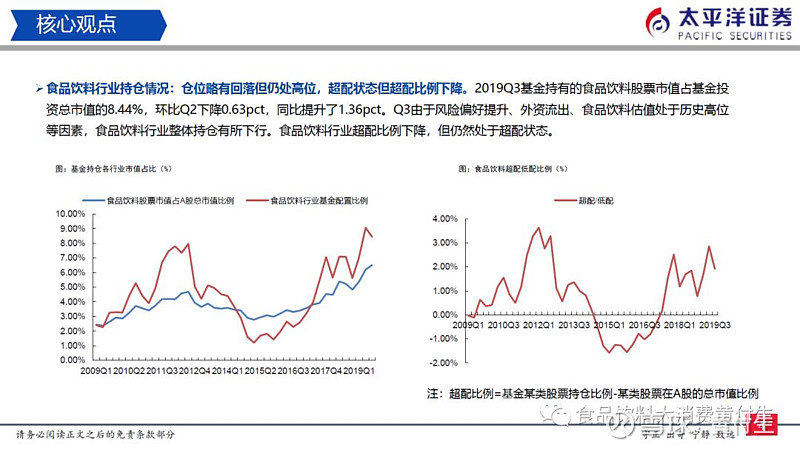 核心观点
太平洋证券
PACIFIC SECURITIES
食品饮料行业持仓情况：仓位略有回落但仍处高位，超配状态但超配比例下降。2019Q3基金持有的食品饮料股票市值占基金投
资总市值的8.44%，环比Q2下降0.63pct，同比提升了1.36pct。Q3由于风险偏好提升、外资流出、食品饮料估值处于历史高位
等因素，食品饮料行业整体持仓有所下行。食品饮料行业超配比例下降，但仍然处于超配状态。
图：基金持仓各行业市值占比（%）
食品饮料股票市值占A股总市值比例
食品饮料行业基金配置比例
10.00%
9.00%
8.00%
7.00%
6.00%
5.00%
4.00%
3.00%
2.00%
1.00%
0.00%
2009Q1 2010Q2 2011Q3 2012Q4 2014Q1 2015Q2 2016Q3 2017Q4 2019Q1
图：食品饮料超配低配比例（%）
超配/低配
4.00%
3.00%
2.00%
1.00%
0.00%
-1.00%
-2.00%
2009Q1 2010Q3 2012Q1 2013Q3 2015Q1 2016Q3 2018Q1 2019Q3
注：超配比例=基金某类股票持仓比例-某类股票在A股的总市值比例
食品饮料大消费黄付生
请务必阅读正文之后的免责条款部分
守正 出奇 宁静 致远